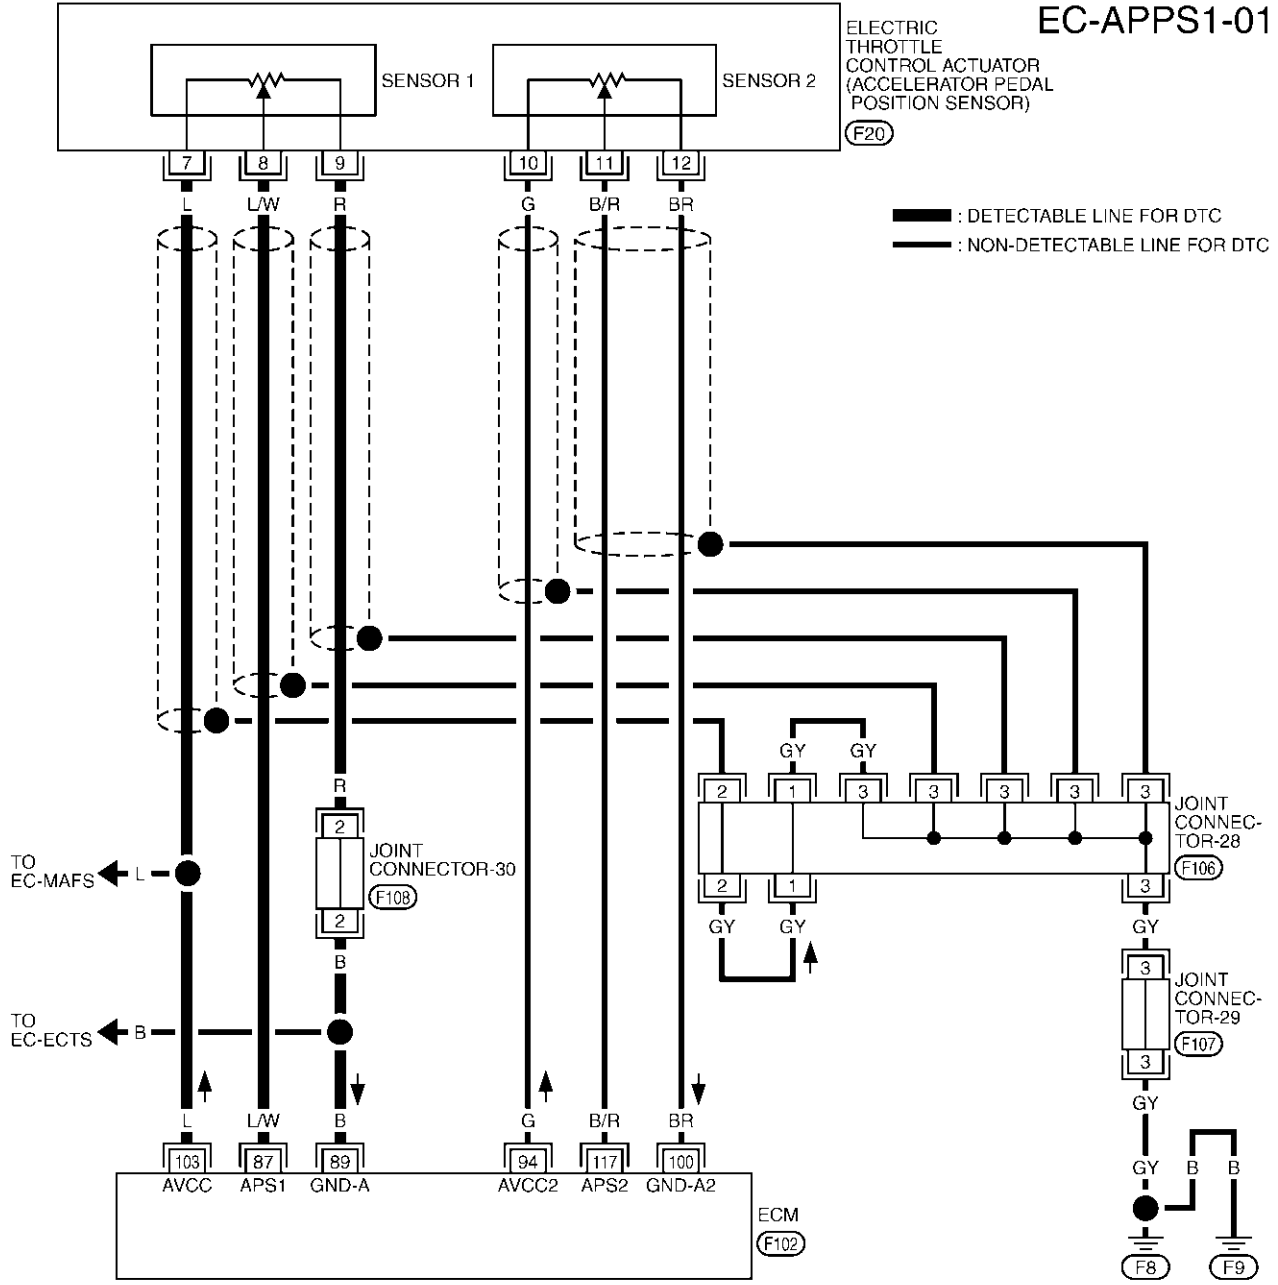 EC-APPS1-01
ELECTRIC
THROTTLE
CONTROL ACTUATOR
(ACCELERATOR PEDAL
POSITION SENSOR)
F20
SENSOR 1
SENSOR 2
7 8 9 10 11 12
L L/W R G B/R BR
: DETECTABLE LINE FOR DTC
: NON-DETECTABLE LINE FOR DTC
GY GY
R
2 1 3 3 3 3 3
JOINT
CONNEC-
TOR-28
F106
2
JOINT
CONNECTOR-30
F108
2
TO
EC-MAFS
L
2 1 3
GY GY GY
B
3
JOINT
CONNEC-
TOR-29
F107
3
TO
EC-ECTS
B
GY
L L/W B G B/R BR
103 87 89 94 117 100
AVCC APS1 GND-A AVCC2 APS2 GND-A2
GY B B
ECM
F102
F8 F9